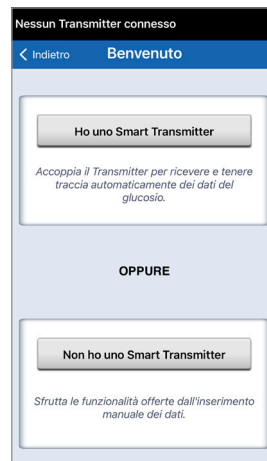 Nessun Transmitter connesso
Indietro
Benvenuto
Ho uno Smart Transmitter
Accoppia il Transmitter per ricevere e tenere
traccia automaticamente dei dati del
glucosio.
OPPURE
Non ho uno Smart Transmitter
Sfrutta le funzionalità offerte dall'inserimento
manuale dei dati.